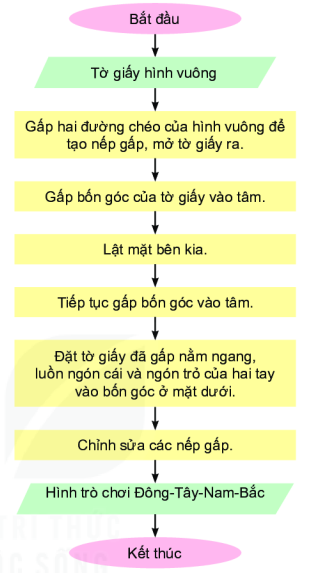 Bắt đầu
Tờ giấy hình vuông
Gấp hai đường chéo của hình vuông để
tạo nếp gấp, mở tờ giấy ra.
Gấp bốn góc của tờ giấy vào tâm.
Lật mặt bên kia.
Tiếp tục gấp bốn góc vào tâm.
Đặt tờ giấy đã gấp nằm ngang,
luồn ngón cái và ngón trỏ của hai tay
vào bốn góc ở mặt dưới.
Chỉnh sửa các nếp gấp.
Hình trò chơi Đông-Tây-Nam-Bắc
TRI THỨC
Kết thúc